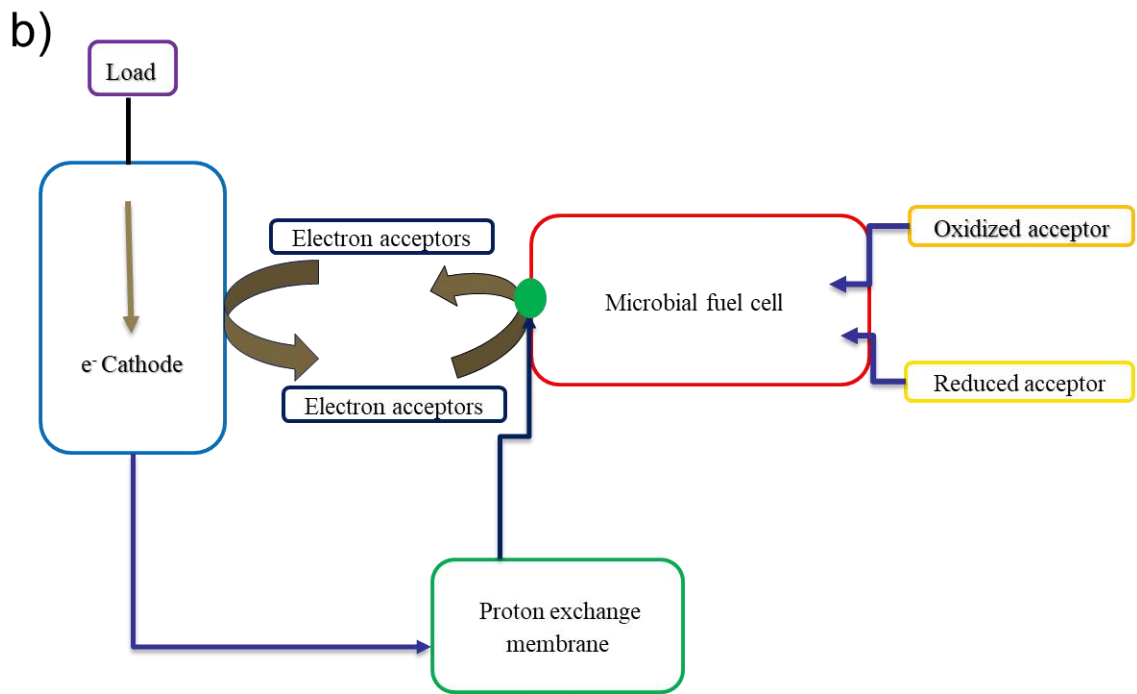 b)
Load
Electron acceptors
Oxidized acceptor
Microbial fuel cell
e- Cathode
Reduced acceptor
Electron acceptors
Proton exchange
membrane